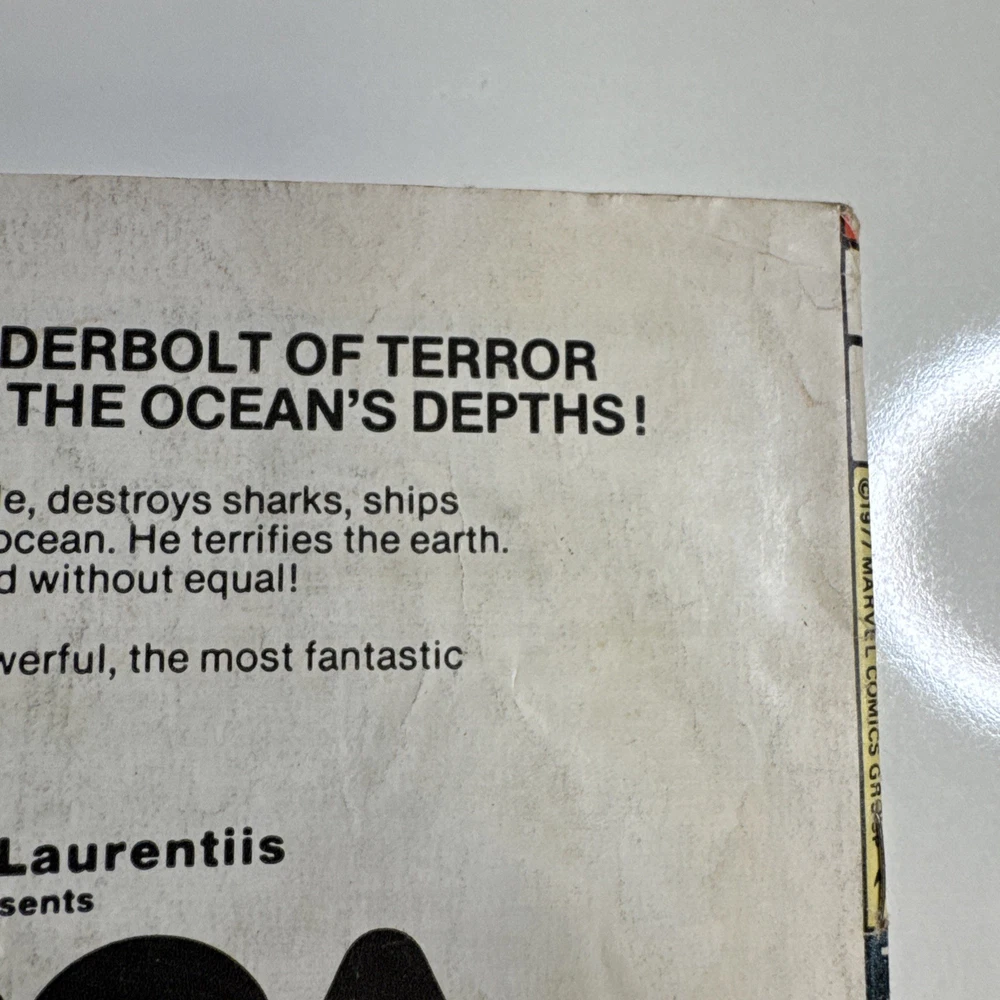 DERBOLT OF TERROR
THE OCEAN'S DEPTHS!
e, destroys sharks, ships
ocean. He terrifies the earth.
d without equal!
werful, the most fantastic
Laurentiis
sents
©1977 MARVEL COMICS GROUP